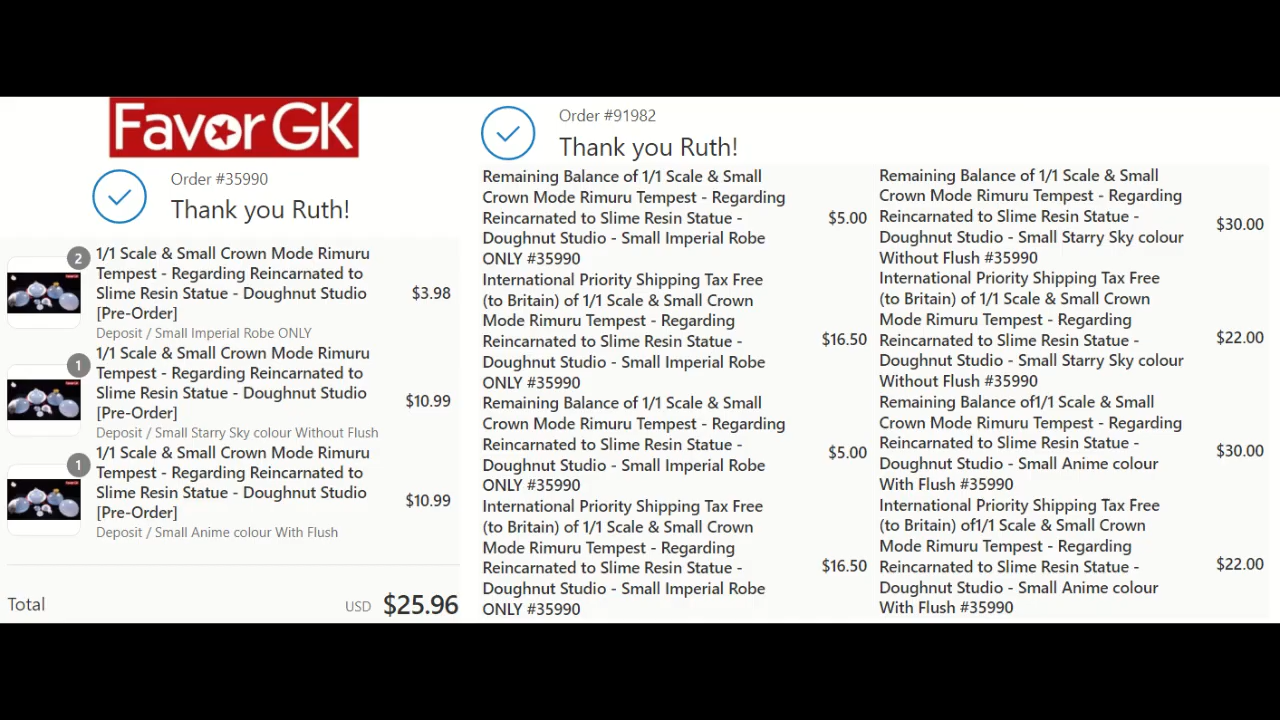 Favor GK
Order #35990
Thank you Ruth!
2
1/1 Scale & Small Crown Mode Rimuru
Tempest - Regarding Reincarnated to
Slime Resin Statue - Doughnut Studio
[Pre-Order]
$3.98
Deposit / Small Imperial Robe ONLY
1
1/1 Scale & Small Crown Mode Rimuru
Tempest - Regarding Reincarnated to
Slime Resin Statue - Doughnut Studio
[Pre-Order]
$10.99
Deposit / Small Starry Sky colour Without Flush
1
1/1 Scale & Small Crown Mode Rimuru
Tempest - Regarding Reincarnated to
Slime Resin Statue - Doughnut Studio
[Pre-Order]
$10.99
Deposit / Small Anime colour With Flush
Total USD $25.96
Order #91982
Thank you Ruth!
Remaining Balance of 1/1 Scale & Small
Crown Mode Rimuru Tempest - Regarding
Reincarnated to Slime Resin Statue -
Doughnut Studio - Small Imperial Robe
ONLY #35990
$5.00
International Priority Shipping Tax Free
(to Britain) of 1/1 Scale & Small Crown
Mode Rimuru Tempest - Regarding
Reincarnated to Slime Resin Statue -
Doughnut Studio - Small Imperial Robe
ONLY #35990
$16.50
Remaining Balance of 1/1 Scale & Small
Crown Mode Rimuru Tempest - Regarding
Reincarnated to Slime Resin Statue -
Doughnut Studio - Small Imperial Robe
ONLY #35990
$5.00
International Priority Shipping Tax Free
(to Britain) of 1/1 Scale & Small Crown
Mode Rimuru Tempest - Regarding
Reincarnated to Slime Resin Statue -
Doughnut Studio - Small Imperial Robe
ONLY #35990
$16.50
Remaining Balance of 1/1 Scale & Small
Crown Mode Rimuru Tempest - Regarding
Reincarnated to Slime Resin Statue -
Doughnut Studio - Small Starry Sky colour
Without Flush #35990
$30.00
International Priority Shipping Tax Free
(to Britain) of 1/1 Scale & Small Crown
Mode Rimuru Tempest - Regarding
Reincarnated to Slime Resin Statue -
Doughnut Studio - Small Starry Sky colour
Without Flush #35990
$22.00
Remaining Balance of1/1 Scale & Small
Crown Mode Rimuru Tempest - Regarding
Reincarnated to Slime Resin Statue -
Doughnut Studio - Small Anime colour
With Flush #35990
$30.00
International Priority Shipping Tax Free
(to Britain) of1/1 Scale & Small Crown
Mode Rimuru Tempest - Regarding
Reincarnated to Slime Resin Statue -
Doughnut Studio - Small Anime colour
With Flush #35990
$22.00